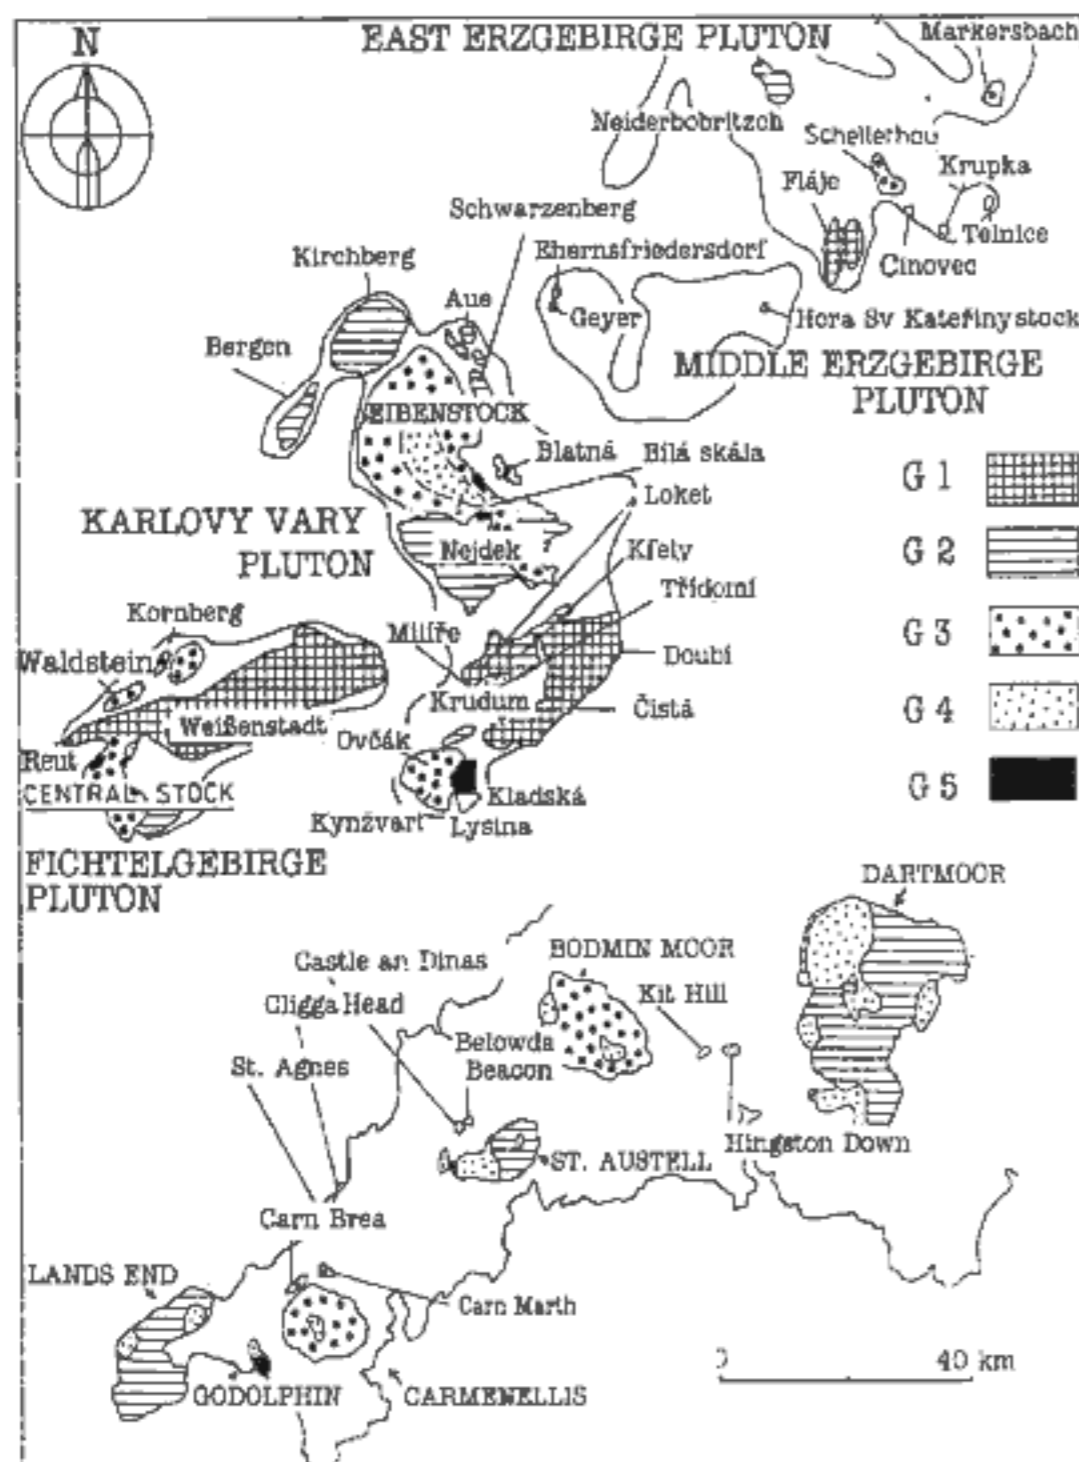 N
EAST ERZGEBIRGE PLUTON
Markersbach
Neiderbobritzch
Schellerhau
Krupka
Fláje
Telnice
Cínovec
Schwarzenberg
Ehernsfriedersdorf
Kirchberg
Aue
Geyer
Hora Sv Kateřiny stock
Bergen
MIDDLE ERZGEBIRGE
PLUTON
EIBENSTOCK
Blatná
Bílá skála
Loket
G 1
KARLOVY VARY
PLUTON
Nejdek
Křely
G 2
Třídomí
Kornberg
Milíře
Waldstein
Doubí
G 3
Krudum
Čistá
Weißenstadt
Ovčák
G 4
Reut
CENTRAL STOCK
Kladská
G 5
Kynžvart
Lysina
FICHTELGEBIRGE
PLUTON
DARTMOOR
Castle an Dinas
BODMIN MOOR
Cligga Head
Kit Hill
Belowda
Beacon
St. Agnes
Hingston Down
ST. AUSTELL
Carn Brea
LANDS END
Carn Marth
0 40 km
GODOLPHIN
CARMENELLIS